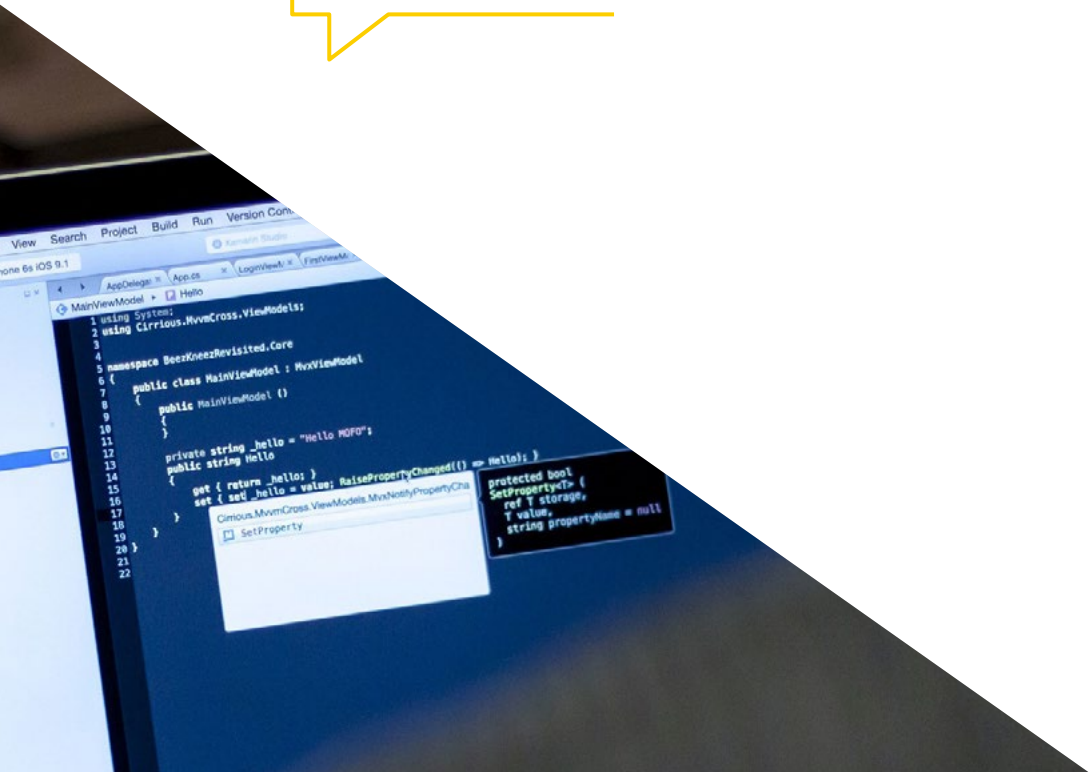 View Search Project Build Run Version Cont
one 6s iOS 9.1
Xamarin Studio
AppDelegat × App.cs × LoginViewM × FirstViewM
MainViewModel ▸ Hello
1 using System;
2 using Cirrious.MvvmCross.ViewModels;
3
4
5 namespace BeezKneezRevisited.Core
6 {
7 public class MainViewModel : MvxViewModel
8 {
9 public MainViewModel ()
10 {
11 }
12
13 private string _hello = "Hello MOFO";
14 public string Hello
15 {
16 get { return _hello; }
17 set { set _hello = value; RaisePropertyChanged(() => Hello); }
18 }
19 }
20 }
21
22
Cirrious.MvvmCross.ViewModels.MvxNotifyPropertyCha
SetProperty
protected bool
SetProperty<T> (
ref T storage,
T value,
string propertyName = null
)